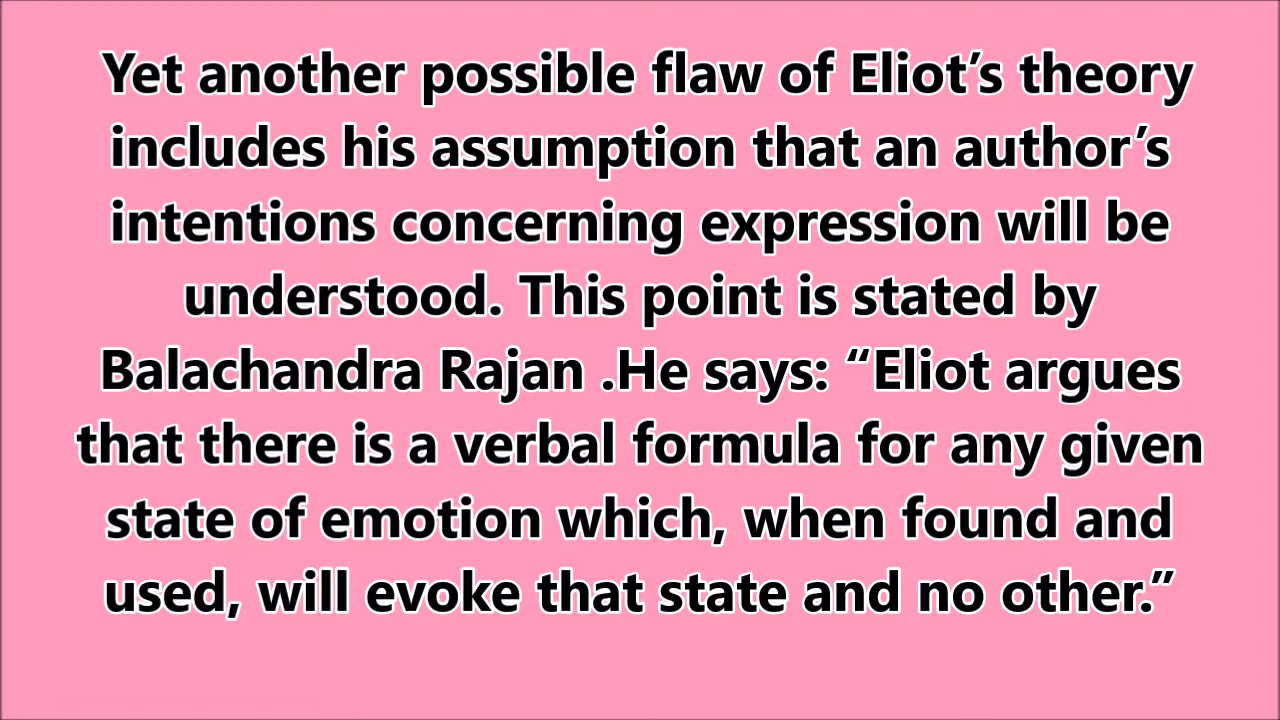 Yet another possible flaw of Eliot’s theory
includes his assumption that an author’s
intentions concerning expression will be
understood. This point is stated by
Balachandra Rajan .He says: “Eliot argues
that there is a verbal formula for any given
state of emotion which, when found and
used, will evoke that state and no other.”